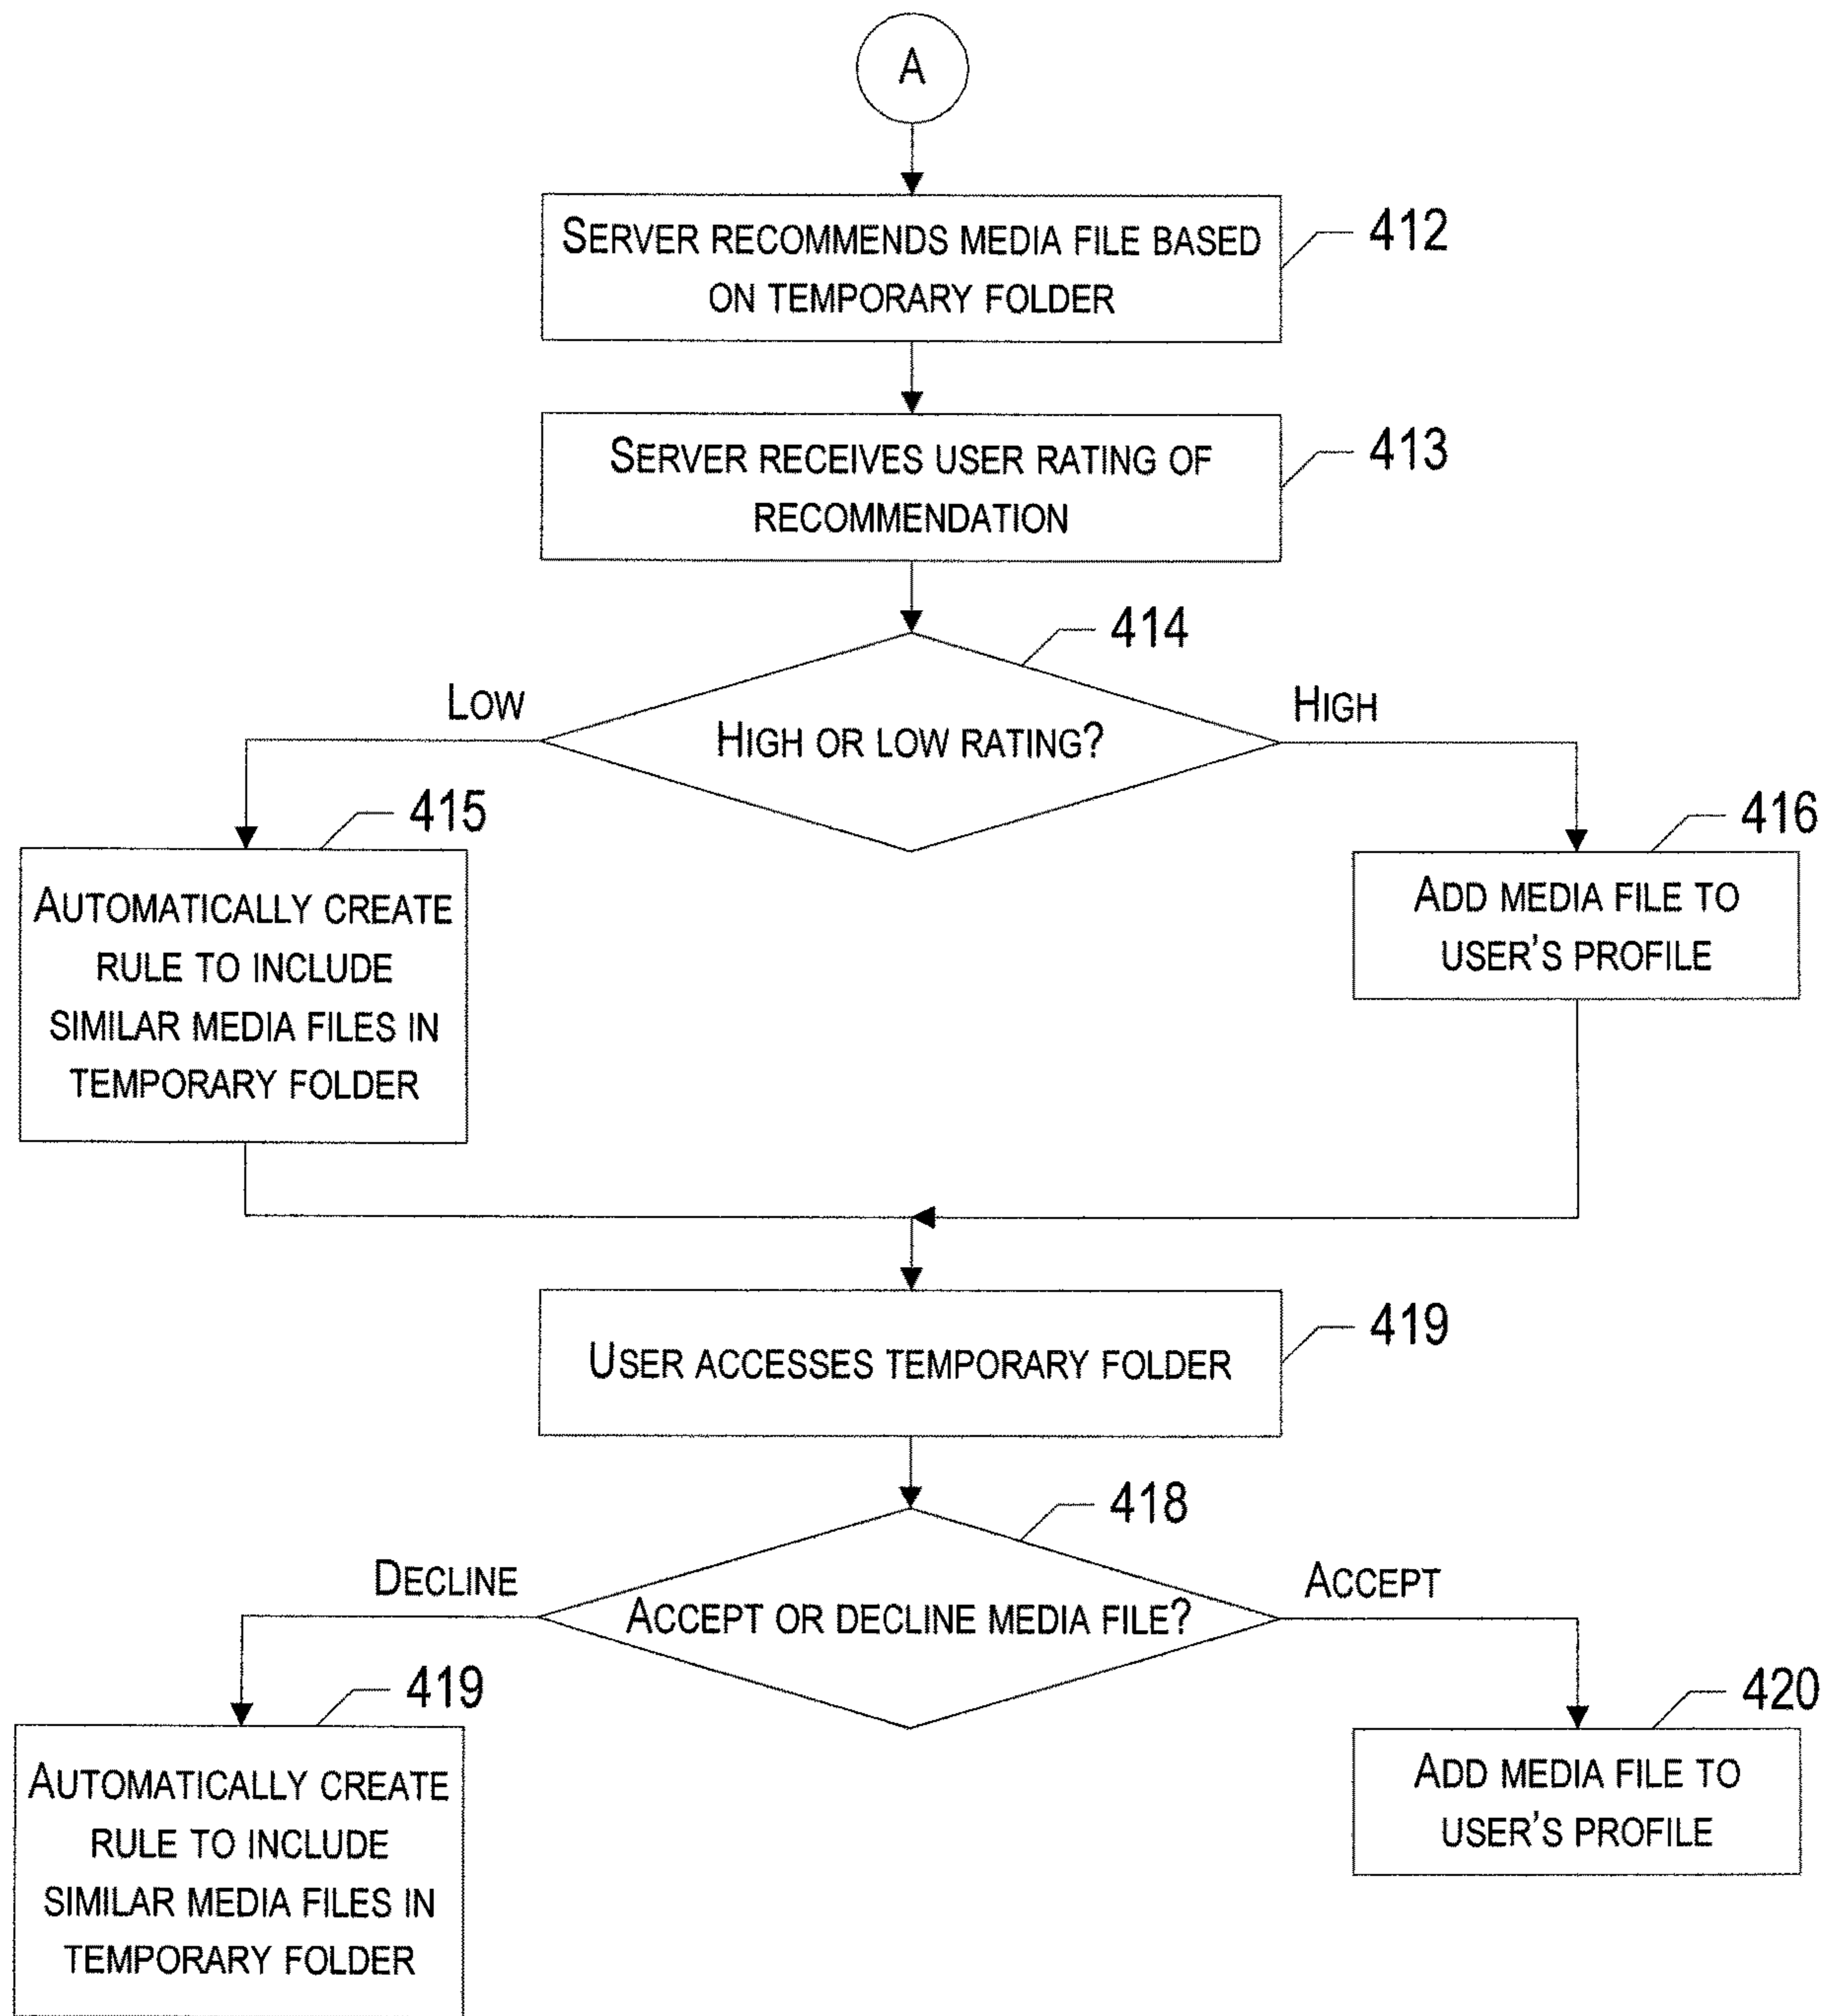 A
SERVER RECOMMENDS MEDIA FILE BASED
ON TEMPORARY FOLDER
412
SERVER RECEIVES USER RATING OF
RECOMMENDATION
413
414
LOW
HIGH OR LOW RATING?
HIGH
415
AUTOMATICALLY CREATE
RULE TO INCLUDE
SIMILAR MEDIA FILES IN
TEMPORARY FOLDER
416
ADD MEDIA FILE TO
USER'S PROFILE
USER ACCESSES TEMPORARY FOLDER
419
418
DECLINE
ACCEPT OR DECLINE MEDIA FILE?
ACCEPT
419
AUTOMATICALLY CREATE
RULE TO INCLUDE
SIMILAR MEDIA FILES IN
TEMPORARY FOLDER
420
ADD MEDIA FILE TO
USER'S PROFILE